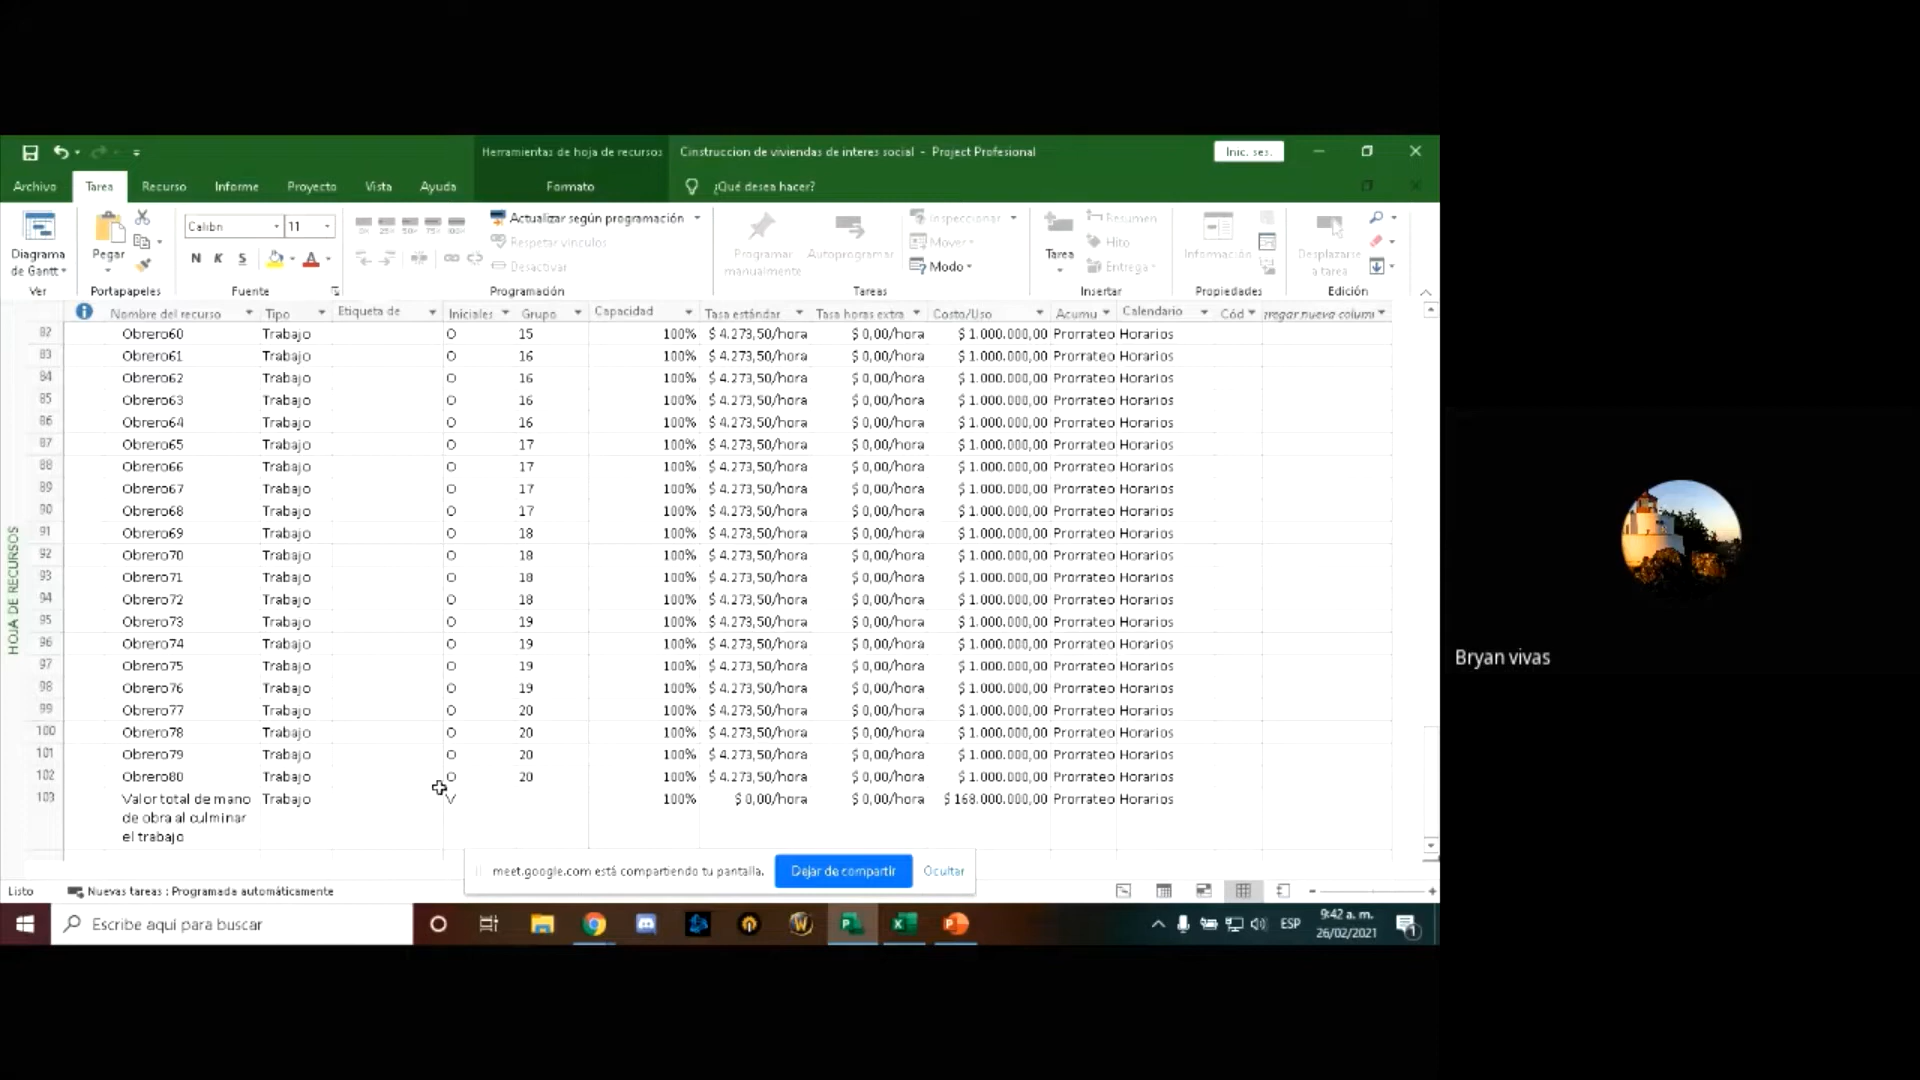 Herramientas de hoja de recursos
Cinstruccion de viviendas de interes social - Project Profesional
Inic. ses.
Archivo Tarea Recurso Informe Proyecto Vista Ayuda Formato ¿Qué desea hacer?
Diagrama de Gantt
Ver
Pegar
Portapapeles
Calibri 11
N K S A
Fuente
0% 25% 50% 75% 100%
Actualizar según programación
Respetar vínculos
Desactivar
Programación
Programar manualmente
Autoprogramar
Inspeccionar
Mover
Modo
Tareas
Tarea
Resumen
Hito
Entrega
Insertar
Información
Propiedades
Desplazarse a tarea
Edición
Nombre del recurso Tipo Etiqueta de Iniciales Grupo Capacidad Tasa estándar Tasa horas extra Costo/Uso Acumu Calendario Cód regar nueva colum
HOJA DE RECURSOS
82 Obrero60 Trabajo O 15 100% $ 4.273,50/hora $ 0,00/hora $ 1.000.000,00 Prorrateo Horarios
83 Obrero61 Trabajo O 16 100% $ 4.273,50/hora $ 0,00/hora $ 1.000.000,00 Prorrateo Horarios
84 Obrero62 Trabajo O 16 100% $ 4.273,50/hora $ 0,00/hora $ 1.000.000,00 Prorrateo Horarios
85 Obrero63 Trabajo O 16 100% $ 4.273,50/hora $ 0,00/hora $ 1.000.000,00 Prorrateo Horarios
86 Obrero64 Trabajo O 16 100% $ 4.273,50/hora $ 0,00/hora $ 1.000.000,00 Prorrateo Horarios
87 Obrero65 Trabajo O 17 100% $ 4.273,50/hora $ 0,00/hora $ 1.000.000,00 Prorrateo Horarios
88 Obrero66 Trabajo O 17 100% $ 4.273,50/hora $ 0,00/hora $ 1.000.000,00 Prorrateo Horarios
89 Obrero67 Trabajo O 17 100% $ 4.273,50/hora $ 0,00/hora $ 1.000.000,00 Prorrateo Horarios
90 Obrero68 Trabajo O 17 100% $ 4.273,50/hora $ 0,00/hora $ 1.000.000,00 Prorrateo Horarios
91 Obrero69 Trabajo O 18 100% $ 4.273,50/hora $ 0,00/hora $ 1.000.000,00 Prorrateo Horarios
92 Obrero70 Trabajo O 18 100% $ 4.273,50/hora $ 0,00/hora $ 1.000.000,00 Prorrateo Horarios
93 Obrero71 Trabajo O 18 100% $ 4.273,50/hora $ 0,00/hora $ 1.000.000,00 Prorrateo Horarios
94 Obrero72 Trabajo O 18 100% $ 4.273,50/hora $ 0,00/hora $ 1.000.000,00 Prorrateo Horarios
95 Obrero73 Trabajo O 19 100% $ 4.273,50/hora $ 0,00/hora $ 1.000.000,00 Prorrateo Horarios
96 Obrero74 Trabajo O 19 100% $ 4.273,50/hora $ 0,00/hora $ 1.000.000,00 Prorrateo Horarios
97 Obrero75 Trabajo O 19 100% $ 4.273,50/hora $ 0,00/hora $ 1.000.000,00 Prorrateo Horarios
98 Obrero76 Trabajo O 19 100% $ 4.273,50/hora $ 0,00/hora $ 1.000.000,00 Prorrateo Horarios
99 Obrero77 Trabajo O 20 100% $ 4.273,50/hora $ 0,00/hora $ 1.000.000,00 Prorrateo Horarios
100 Obrero78 Trabajo O 20 100% $ 4.273,50/hora $ 0,00/hora $ 1.000.000,00 Prorrateo Horarios
101 Obrero79 Trabajo O 20 100% $ 4.273,50/hora $ 0,00/hora $ 1.000.000,00 Prorrateo Horarios
102 Obrero80 Trabajo O 20 100% $ 4.273,50/hora $ 0,00/hora $ 1.000.000,00 Prorrateo Horarios
103 Valor total de mano Trabajo V 100% $ 0,00/hora $ 0,00/hora $ 168.000.000,00 Prorrateo Horarios
de obra al culminar
el trabajo
meet.google.com está compartiendo tu pantalla. Dejar de compartir Ocultar
Listo Nuevas tareas : Programada automáticamente
Escribe aquí para buscar
ESP
9:42 a. m.
26/02/2021
1
Bryan vivas